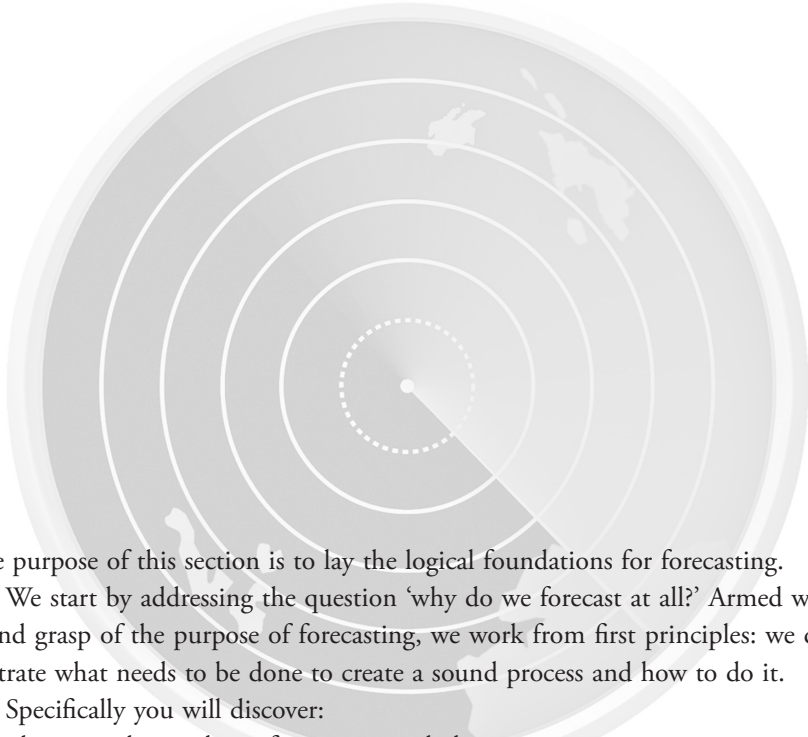 e purpose of this section is to lay the logical foundations for forecasting.
We start by addressing the question ‘why do we forecast at all?’ Armed w
nd grasp of the purpose of forecasting, we work from first principles: we d
trate what needs to be done to create a sound process and how to do it.
Specifically you will discover: